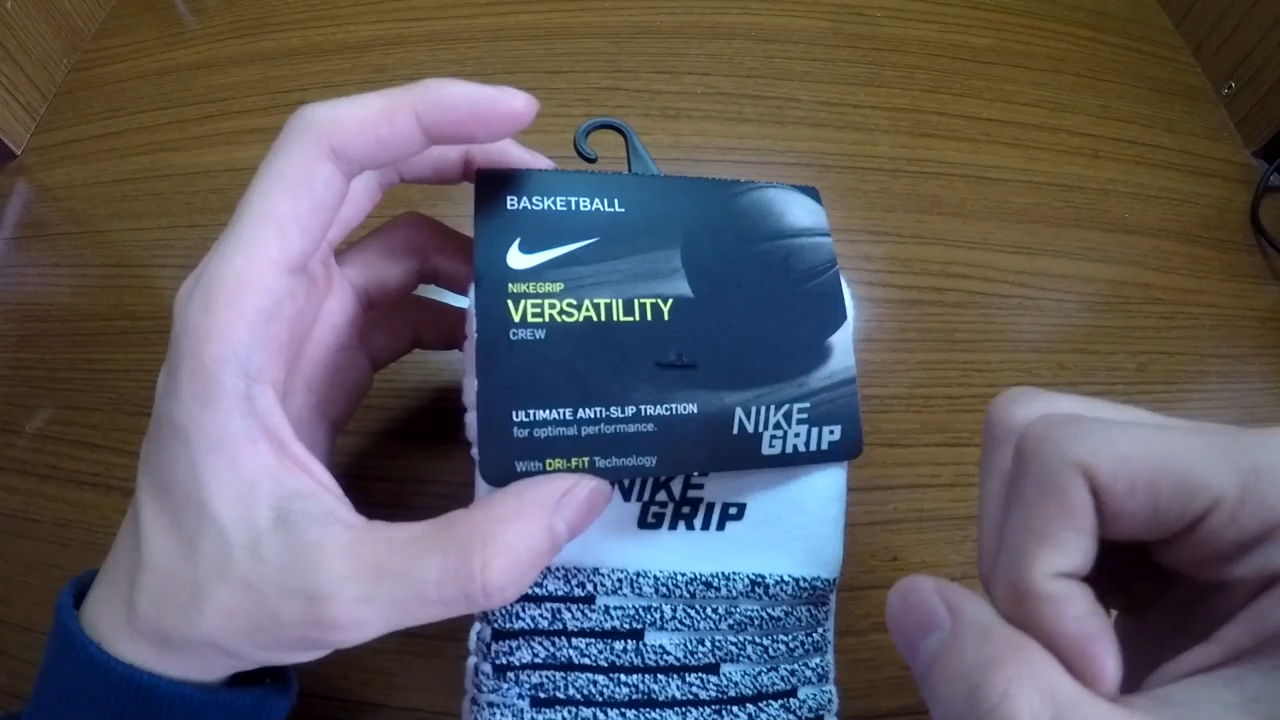 BASKETBALL
NIKEGRIP
VERSATILITY
CREW
ULTIMATE ANTI-SLIP TRACTION
for optimal performance.
With DRI-FIT Technology
NIKE
GRIP
NIKE
GRIP